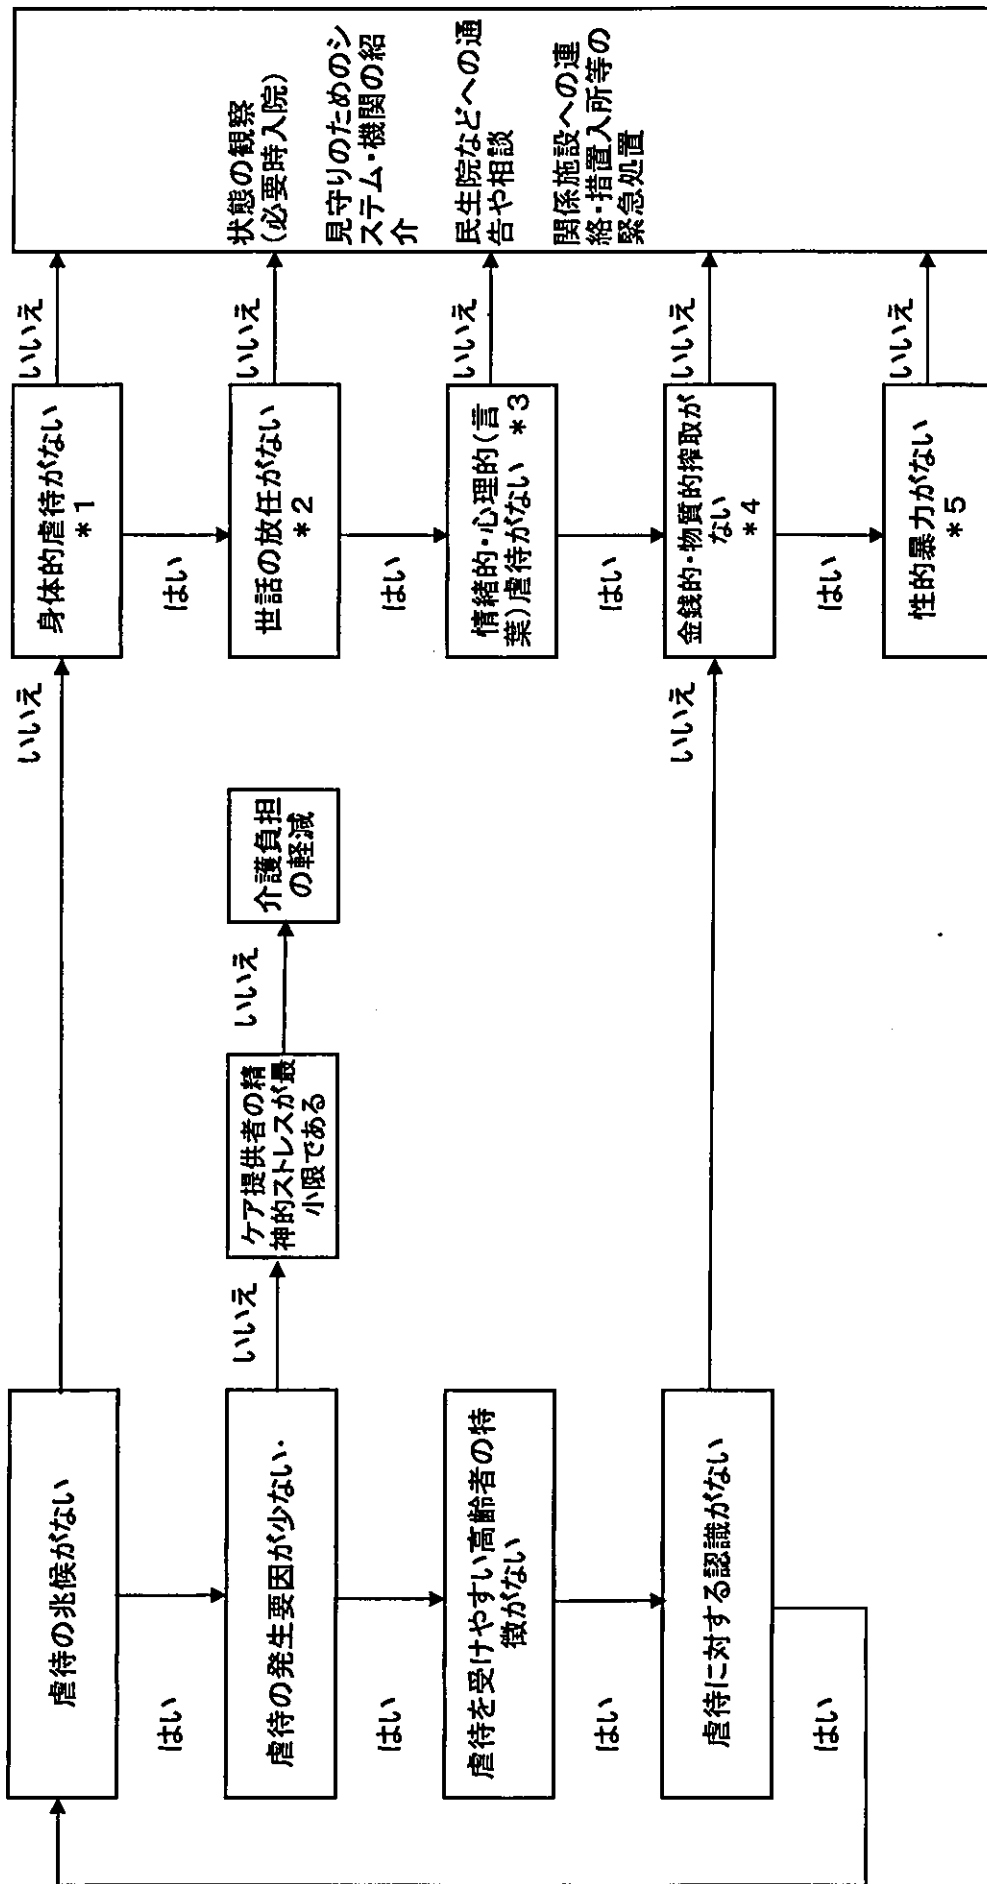 虐待の兆候がない
はい
虐待の発生要因が少ない・
はい
虐待を受けやすい高齢者の特
徴がない
はい
虐待に対する認識がない
はい
いいえ
いいえ
ケア提供者の精
神的ストレスが最
小限である
いいえ
介護負担
の軽減
いいえ
身体的虐待がない
*1
はい
世話の放任がない
*2
はい
情緒的・心理的(言
葉)虐待がない *3
はい
金銭的・物質的搾取が
ない
*4
はい
性的暴力がない
*5
いいえ
いいえ
いいえ
いいえ
いいえ
状態の観察
(必要時入院)
見守りのためのシ
ステム・機関の紹
介
民生院などへの通
告や相談
関係施設への連
絡・措置入所等の
緊急処置